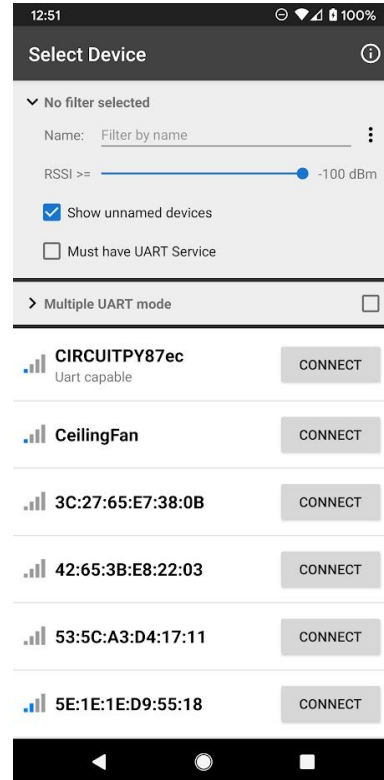 12:51 100%
Select Device
No filter selected
Name: Filter by name
RSSI >= -100 dBm
Show unnamed devices
Must have UART Service
Multiple UART mode
CIRCUITPY87ec CONNECT
Uart capable
CeilingFan CONNECT
3C:27:65:E7:38:0B CONNECT
42:65:3B:E8:22:03 CONNECT
53:5C:A3:D4:17:11 CONNECT
5E:1E:1E:D9:55:18 CONNECT